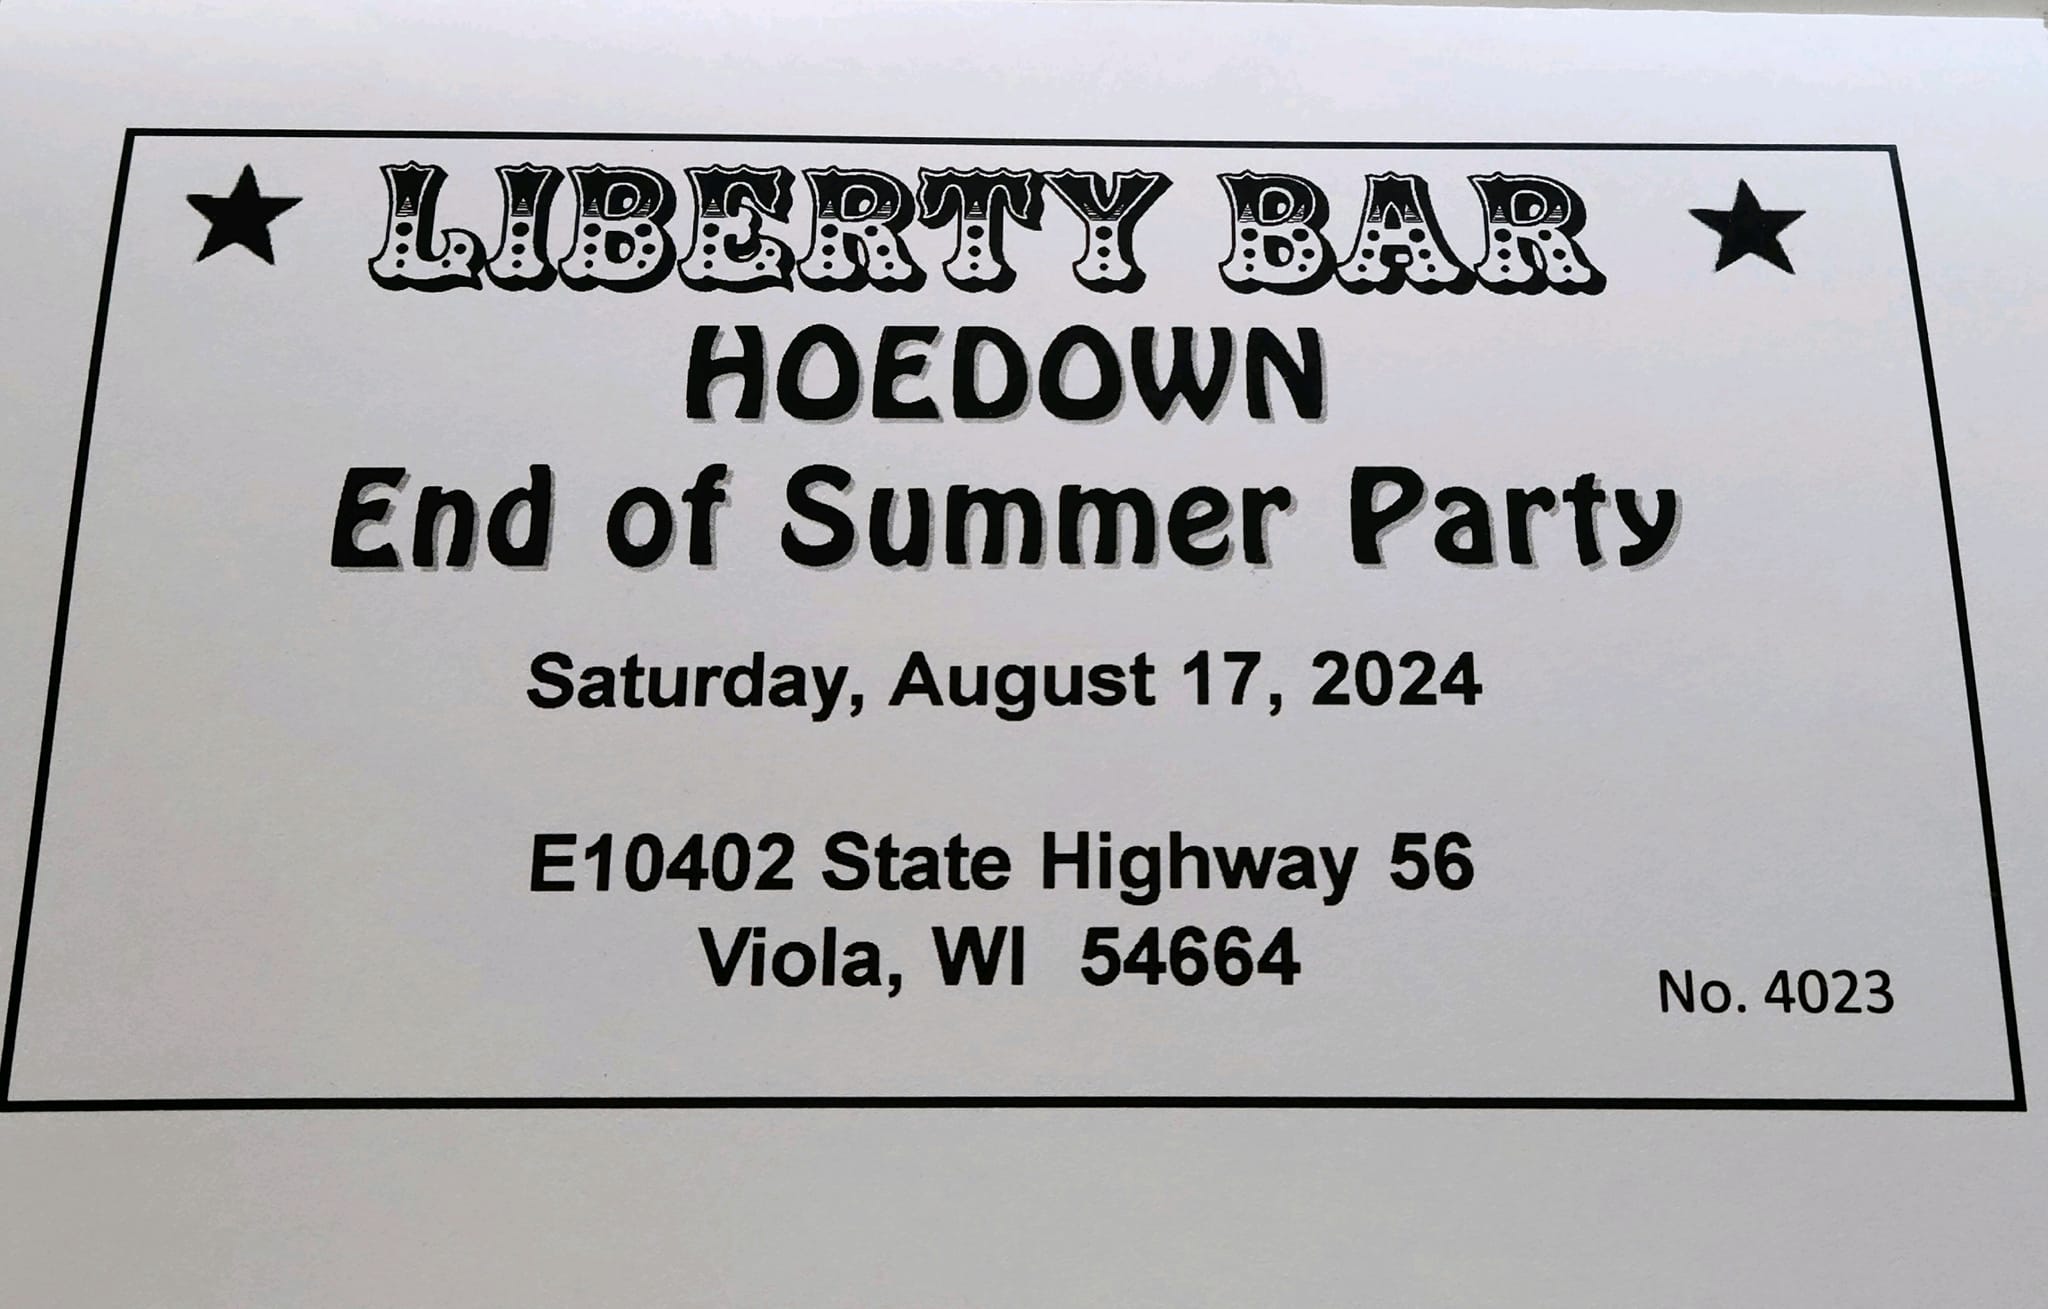 LIBERTY BAR
HOEDOWN
End of Summer Party
Saturday, August 17, 2024
E10402 State Highway 56
Viola, WI 54664
No. 4023